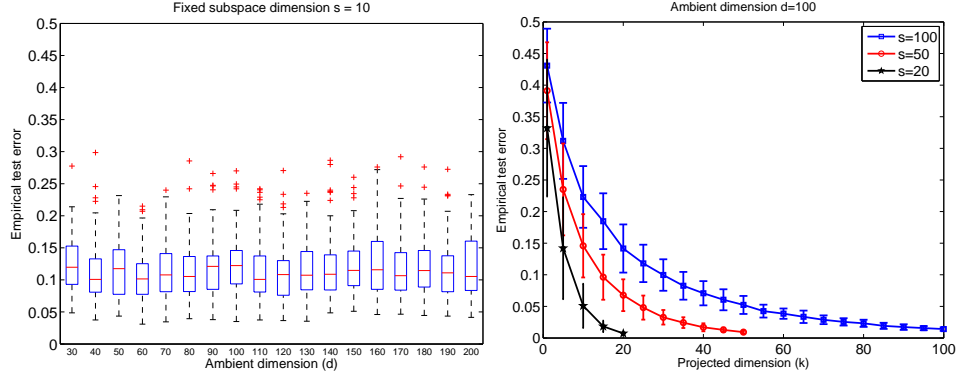 Fixed subspace dimension s = 10
0.5
0.45
0.4
0.35
0.3
0.25
0.2
0.15
0.1
0.05
0
Empirical test error
30 40 50 60 70 80 90 100 110 120 130 140 150 160 170 180 190 200
Ambient dimension (d)
Ambient dimension d=100
0.5
0.45
0.4
0.35
0.3
0.25
0.2
0.15
0.1
0.05
0
Empirical test error
s=100
s=50
s=20
0 20 40 60 80 100
Projected dimension (k)